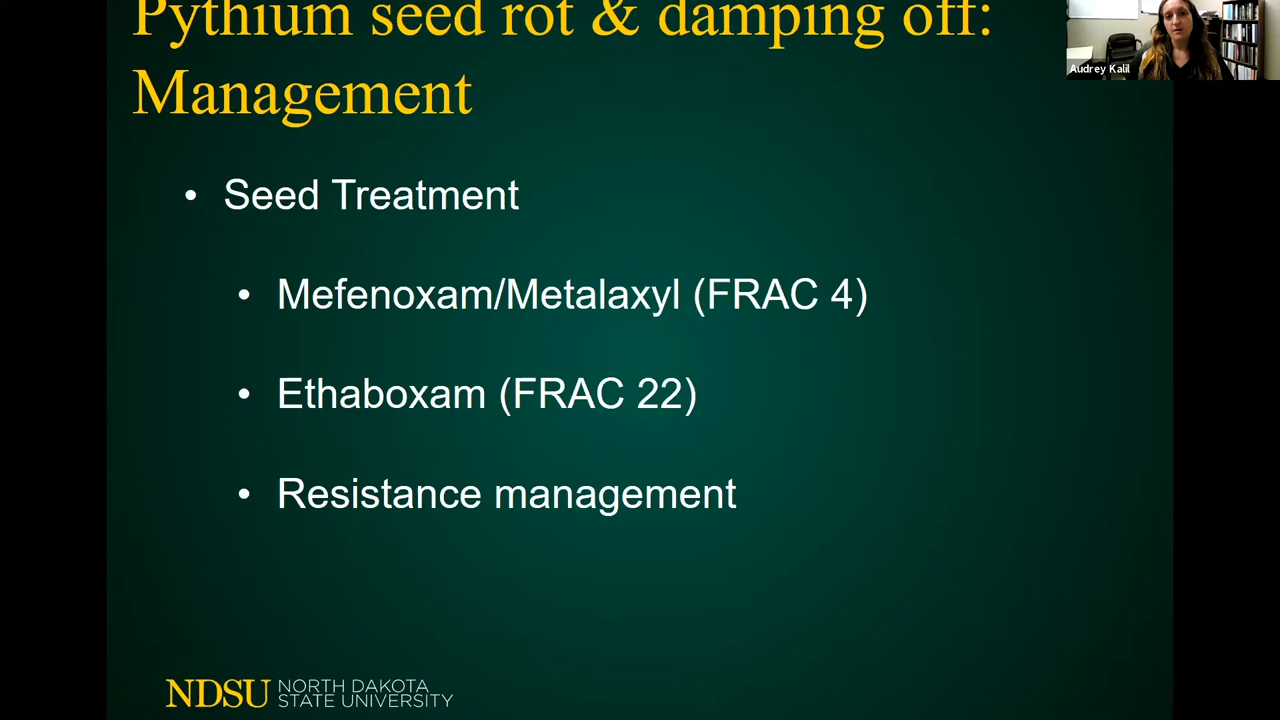 Pythium seed rot & damping off:
Management
Audrey Kalil
• Seed Treatment
• Mefenoxam/Metalaxyl (FRAC 4)
• Ethaboxam (FRAC 22)
• Resistance management
NDSU NORTH DAKOTA
STATE UNIVERSITY